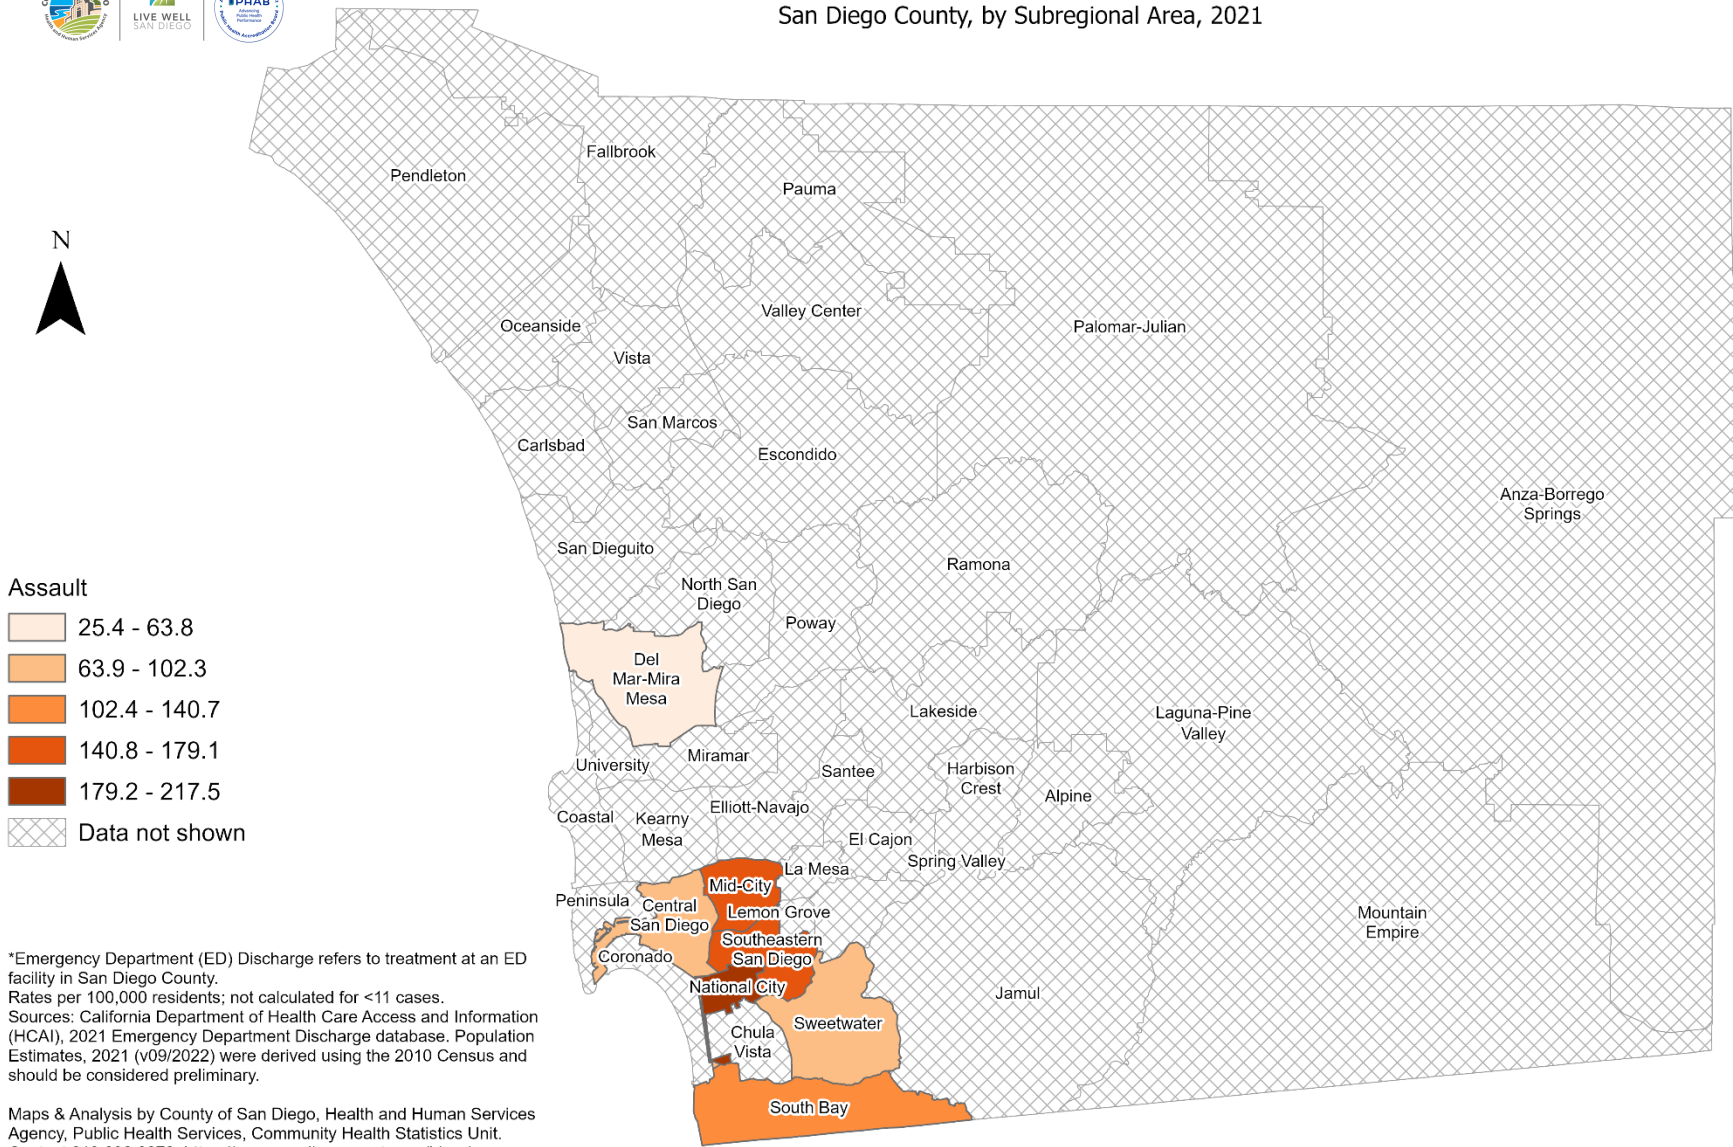 LIVE WELL
SAN DIEGO
PHAB
Advancing
Public Health
Performance
San Diego County, by Subregional Area, 2021
Pendleton
Fallbrook
Pauma
N
Oceanside
Vista
Valley Center
Palomar-Julian
San Marcos
Carlsbad
Escondido
Anza-Borrego
Springs
San Dieguito
North San
Diego
Ramona
Poway
Del
Mar-Mira
Mesa
Lakeside
Laguna-Pine
Valley
University
Miramar
Santee
Harbison
Crest
Alpine
Coastal
Kearny
Mesa
Elliott-Navajo
El Cajon
Spring Valley
La Mesa
Mid-City
Peninsula
Central
San Diego
Lemon Grove
Southeastern
San Diego
Coronado
National City
Mountain
Empire
Jamul
Sweetwater
Chula
Vista
South Bay
Assault
25.4 - 63.8
63.9 - 102.3
102.4 - 140.7
140.8 - 179.1
179.2 - 217.5
Data not shown
*Emergency Department (ED) Discharge refers to treatment at an ED
facility in San Diego County.
Rates per 100,000 residents; not calculated for <11 cases.
Sources: California Department of Health Care Access and Information
(HCAI), 2021 Emergency Department Discharge database. Population
Estimates, 2021 (v09/2022) were derived using the 2010 Census and
should be considered preliminary.
Maps & Analysis by County of San Diego, Health and Human Services
Agency, Public Health Services, Community Health Statistics Unit.